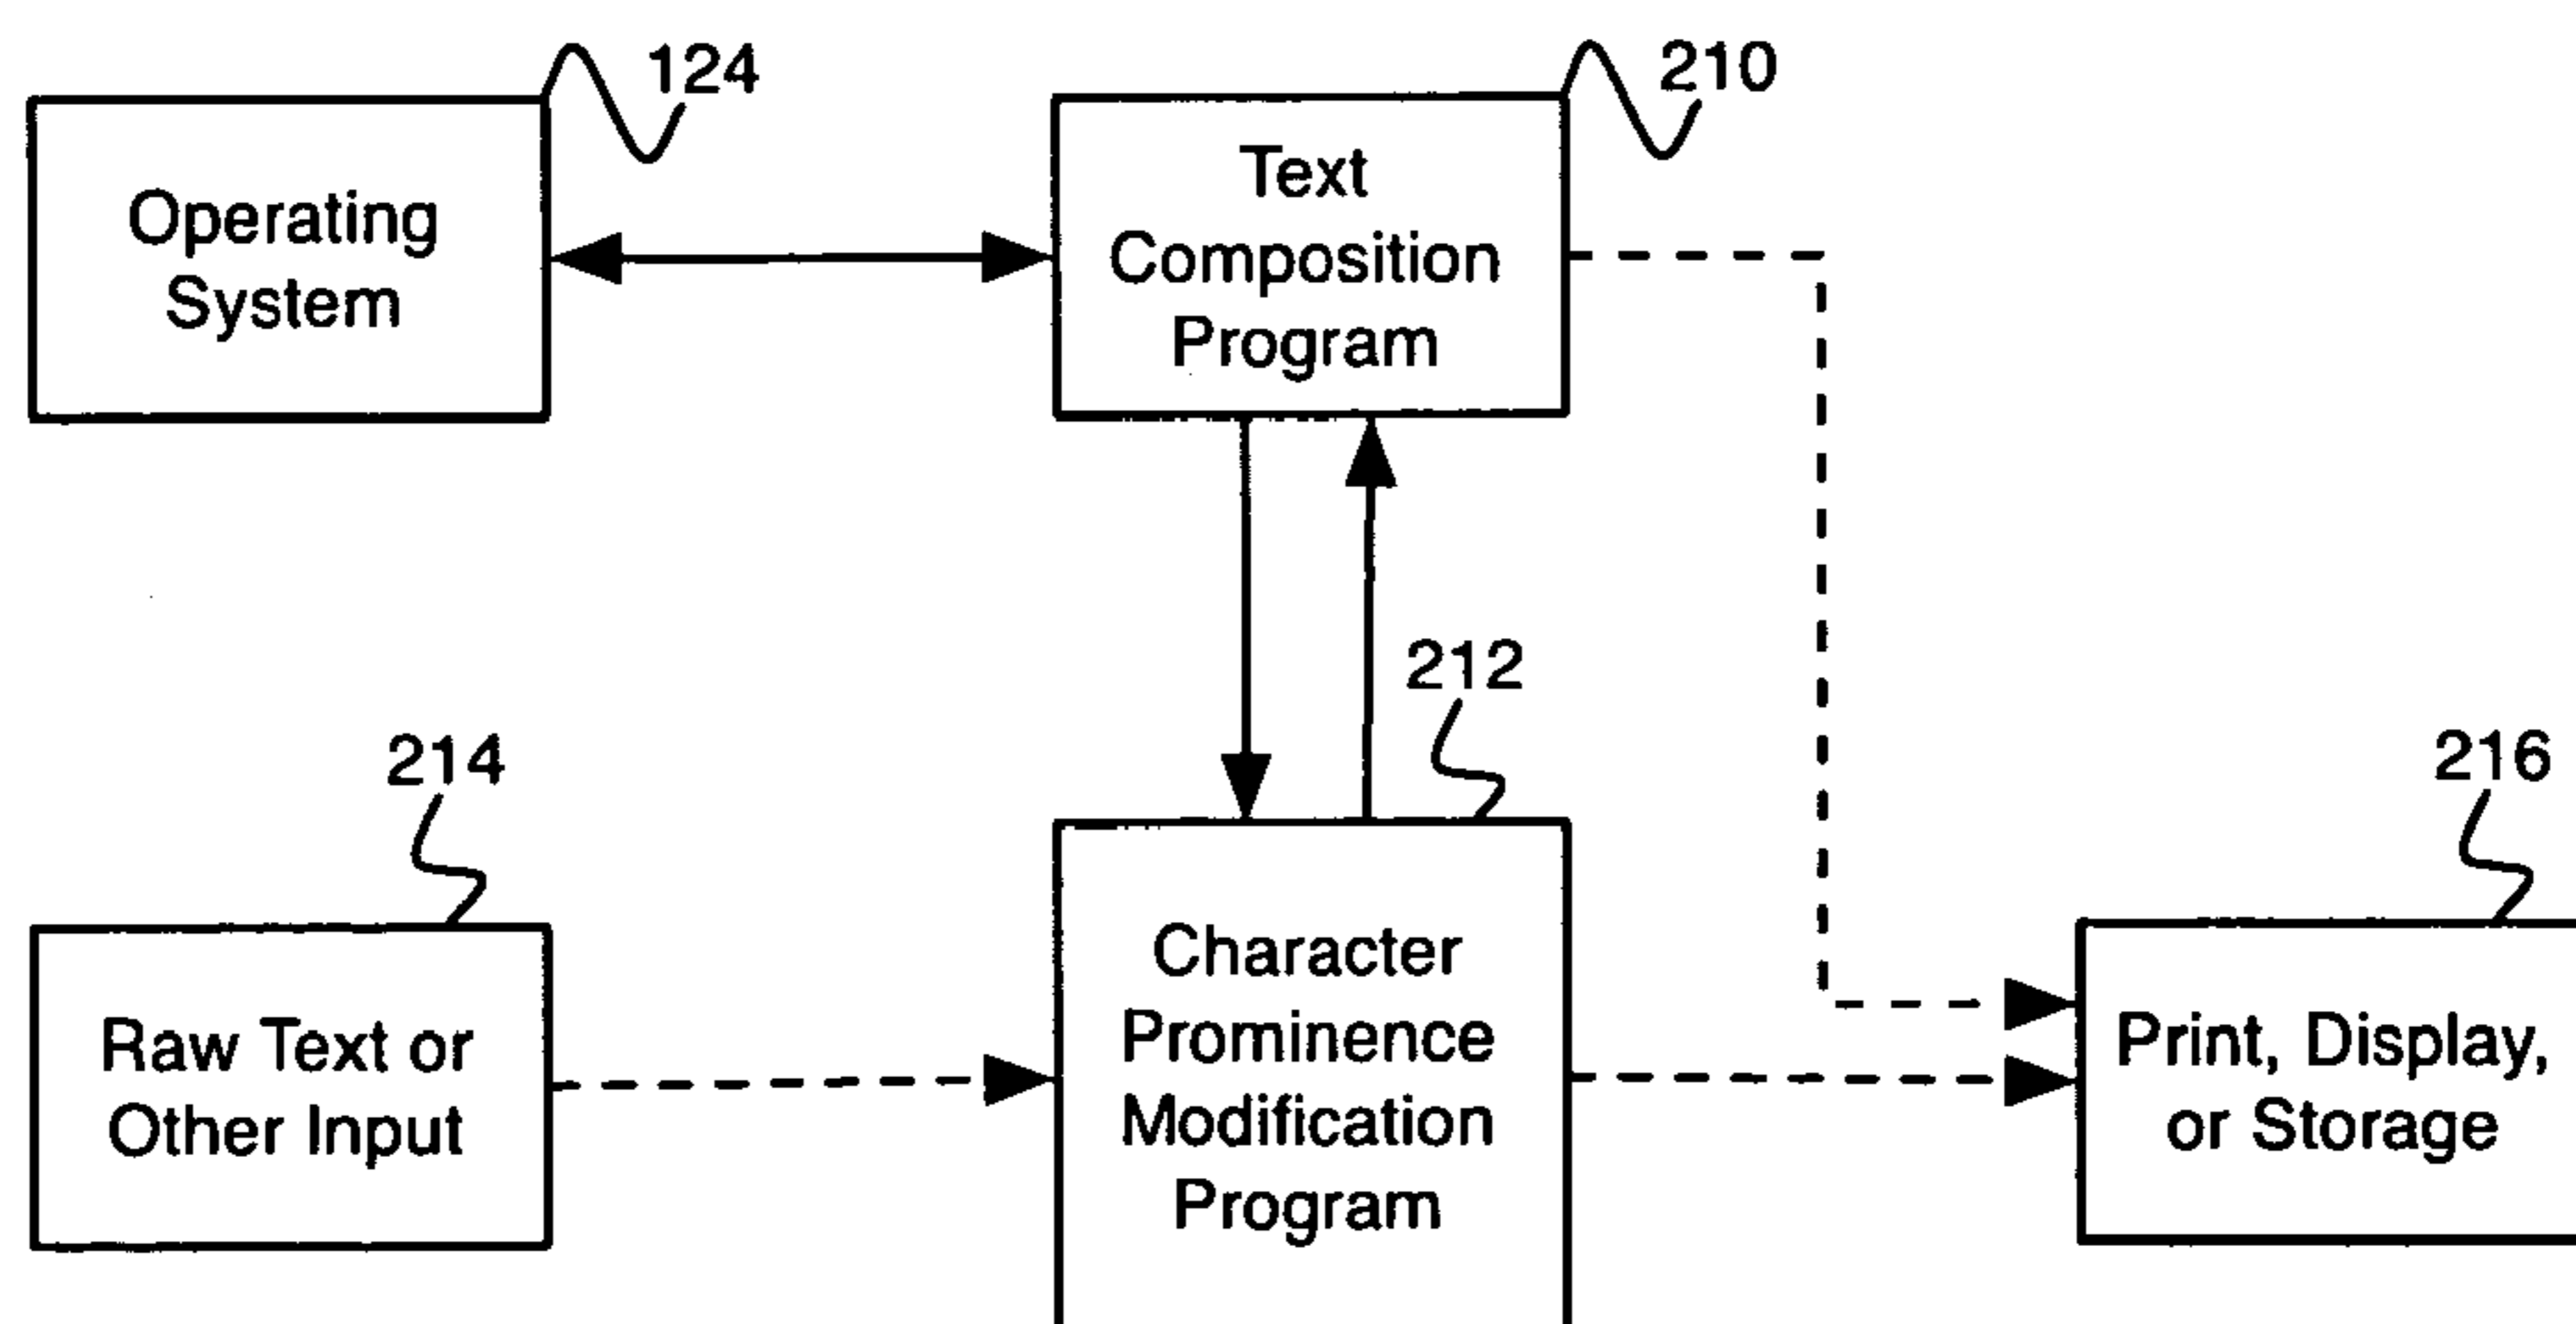 124
Operating
System
210
Text
Composition
Program
212
214
Raw Text or
Other Input
Character
Prominence
Modification
Program
216
Print, Display,
or Storage